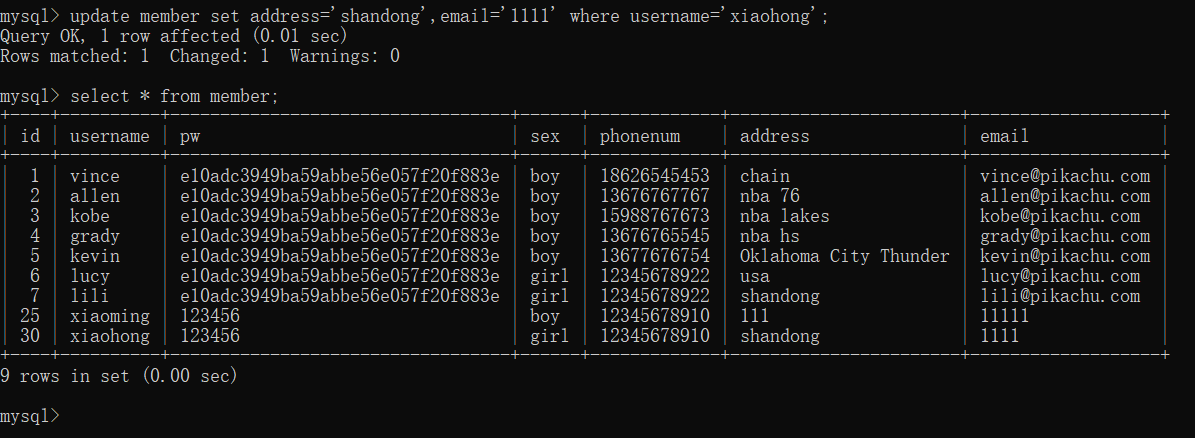 mysql> update member set address='shandong',email='1111' where username='xiaohong';
Query OK, 1 row affected (0.01 sec)
Rows matched: 1  Changed: 1  Warnings: 0
mysql> select * from member;
+----+----------+----------------------------------+------+-------------+-----------------------+-------------------+
| id | username | pw                               | sex  | phonenum    | address               | email             |
+----+----------+----------------------------------+------+-------------+-----------------------+-------------------+
|  1 | vince    | e10adc3949ba59abbe56e057f20f883e | boy  | 18626545453 | chain                 | vince@pikachu.com |
|  2 | allen    | e10adc3949ba59abbe56e057f20f883e | boy  | 13676767767 | nba 76                | allen@pikachu.com |
|  3 | kobe     | e10adc3949ba59abbe56e057f20f883e | boy  | 15988767673 | nba lakes             | kobe@pikachu.com  |
|  4 | grady    | e10adc3949ba59abbe56e057f20f883e | boy  | 13676765545 | nba hs                | grady@pikachu.com |
|  5 | kevin    | e10adc3949ba59abbe56e057f20f883e | boy  | 13677676754 | Oklahoma City Thunder | kevin@pikachu.com |
|  6 | lucy     | e10adc3949ba59abbe56e057f20f883e | girl | 12345678922 | usa                   | lucy@pikachu.com  |
|  7 | lili     | e10adc3949ba59abbe56e057f20f883e | girl | 12345678922 | shandong              | lili@pikachu.com  |
| 25 | xiaoming | 123456                           | boy  | 12345678910 | 111                   | 11111             |
| 30 | xiaohong | 123456                           | girl | 12345678910 | shandong              | 1111              |
+----+----------+----------------------------------+------+-------------+-----------------------+-------------------+
9 rows in set (0.00 sec)
mysql>